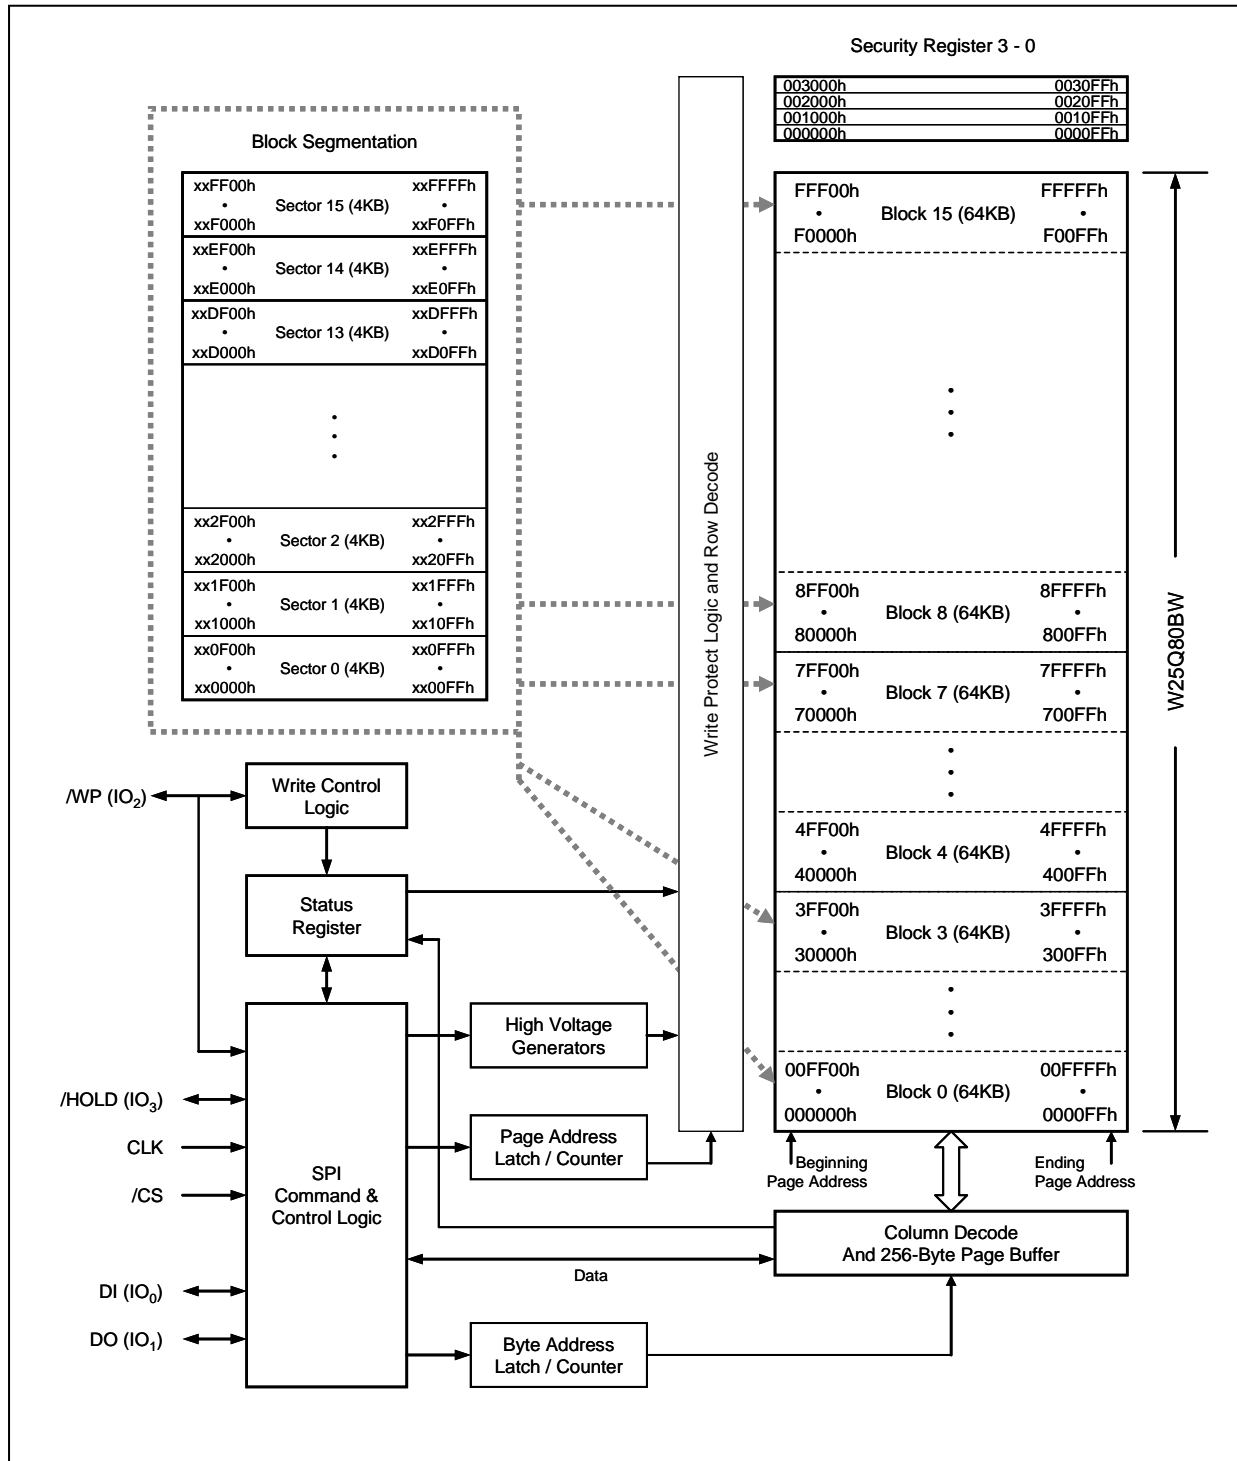 Security Register 3 - 0
003000h 0030FFh
002000h 0020FFh
001000h 0010FFh
000000h 0000FFh
Block Segmentation
xxFF00h xxFFFFh
• Sector 15 (4KB) •
xxF000h xxF0FFh
xxEF00h xxEFFFh
• Sector 14 (4KB) •
xxE000h xxE0FFh
xxDF00h xxDFFFh
• Sector 13 (4KB) •
xxD000h xxD0FFh
xx2F00h xx2FFFh
• Sector 2 (4KB) •
xx2000h xx20FFh
xx1F00h xx1FFFh
• Sector 1 (4KB) •
xx1000h xx10FFh
xx0F00h xx0FFFh
• Sector 0 (4KB) •
xx0000h xx00FFh
Write Protect Logic and Row Decode
FFF00h FFFFFh
• Block 15 (64KB) •
F0000h F00FFh
8FF00h 8FFFFh
• Block 8 (64KB) •
80000h 800FFh
7FF00h 7FFFFh
• Block 7 (64KB) •
70000h 700FFh
4FF00h 4FFFFh
• Block 4 (64KB) •
40000h 400FFh
3FF00h 3FFFFh
• Block 3 (64KB) •
30000h 300FFh
00FF00h 00FFFFh
• Block 0 (64KB) •
000000h 0000FFh
W25Q80BW
Beginning
Page Address
Ending
Page Address
/WP (IO₂)
Write Control
Logic
Status
Register
High Voltage
Generators
/HOLD (IO₃)
CLK
/CS
DI (IO₀)
DO (IO₁)
SPI
Command &
Control Logic
Page Address
Latch / Counter
Column Decode
And 256-Byte Page Buffer
Data
Byte Address
Latch / Counter